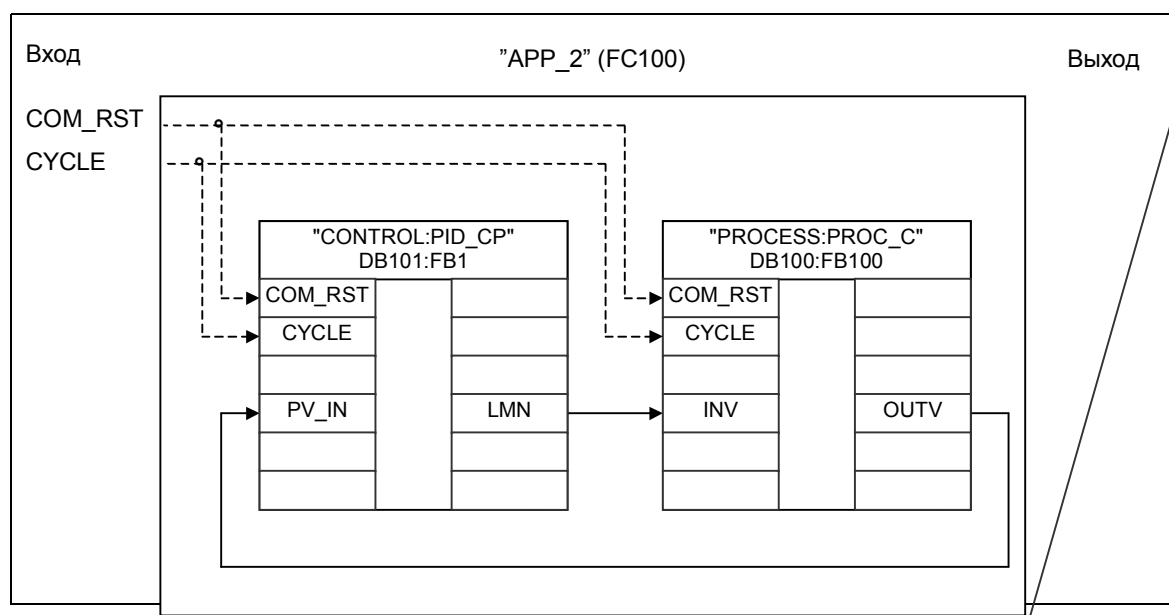 Вход
”APP_2” (FC100)
Выход
COM_RST
CYCLE
"CONTROL:PID_CP"
DB101:FB1
COM_RST
CYCLE
PV_IN
LMN
"PROCESS:PROC_C"
DB100:FB100
COM_RST
CYCLE
INV
OUTV